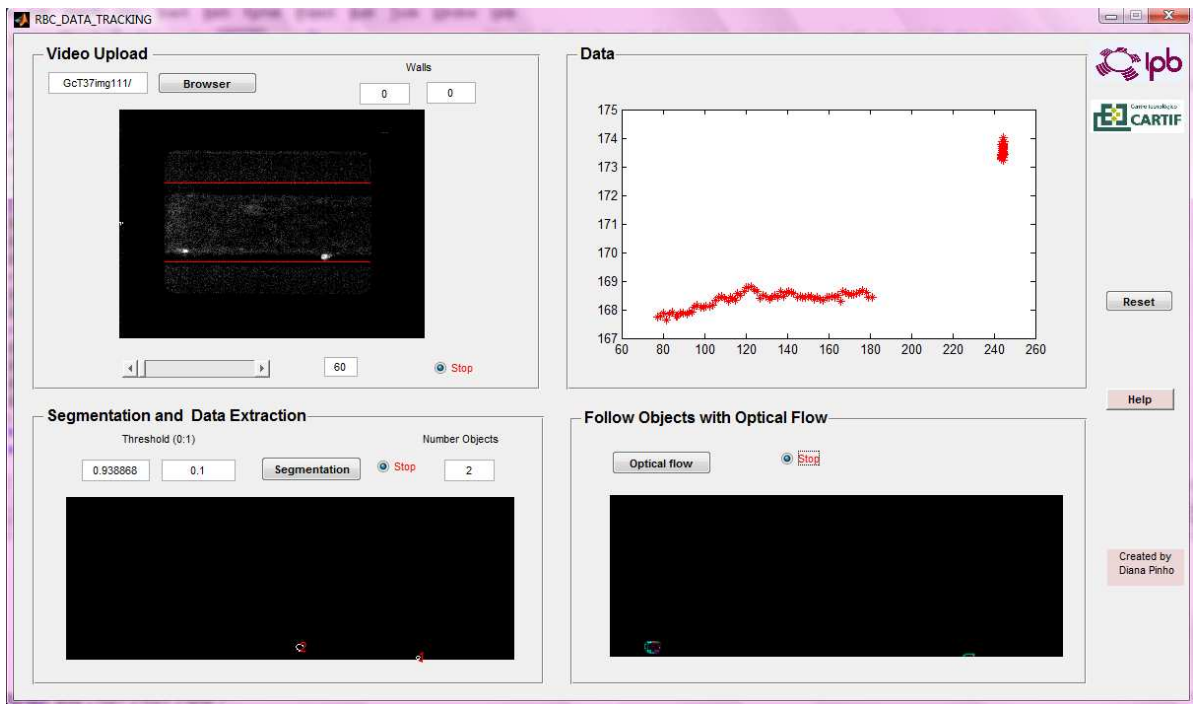 RBC_DATA_TRACKING
Video Upload
GcT37img111/
Browser
Walls
0 0
60
Stop
Data
175
174
173
172
171
170
169
168
167
60 80 100 120 140 160 180 200 220 240 260
Segmentation and Data Extraction
Threshold (0:1)
Number Objects
0.938868 0.1 Segmentation Stop 2
2
Follow Objects with Optical Flow
Optical flow Stop
ipb
CARTIF
Reset
Help
Created by
Diana Pinho